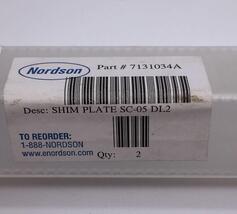 Nordson
Part # 7131034A
Desc: SHIM PLATE SC-05 DL2
TO REORDER:
1-888-NORDSON
www.enordson.com
Qty: 2